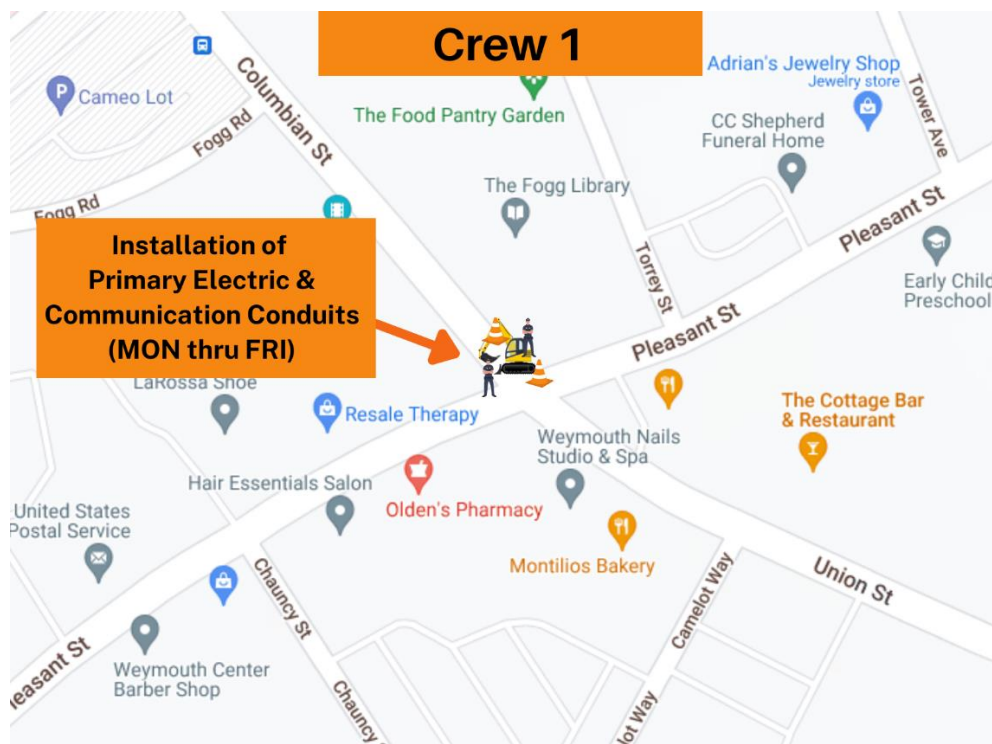 Crew 1
Columbian St
Adrian's Jewelry Shop
Jewelry store
Tower Ave
P
Cameo Lot
The Food Pantry Garden
CC Shepherd
Funeral Home
Fogg Rd
The Fogg Library
Fogg Rd
Pleasant St
Installation of
Primary Electric &
Communication Conduits
(MON thru FRI)
Torrey St
Early Child
Preschool
Pleasant St
LaRossa Shoe
Resale Therapy
The Cottage Bar
& Restaurant
Weymouth Nails
Studio & Spa
Hair Essentials Salon
Olden's Pharmacy
United States
Postal Service
Montilios Bakery
Union St
Chauncy St
Camelot Way
leasant St
Weymouth Center
Barber Shop
Chauncy St
lot Way